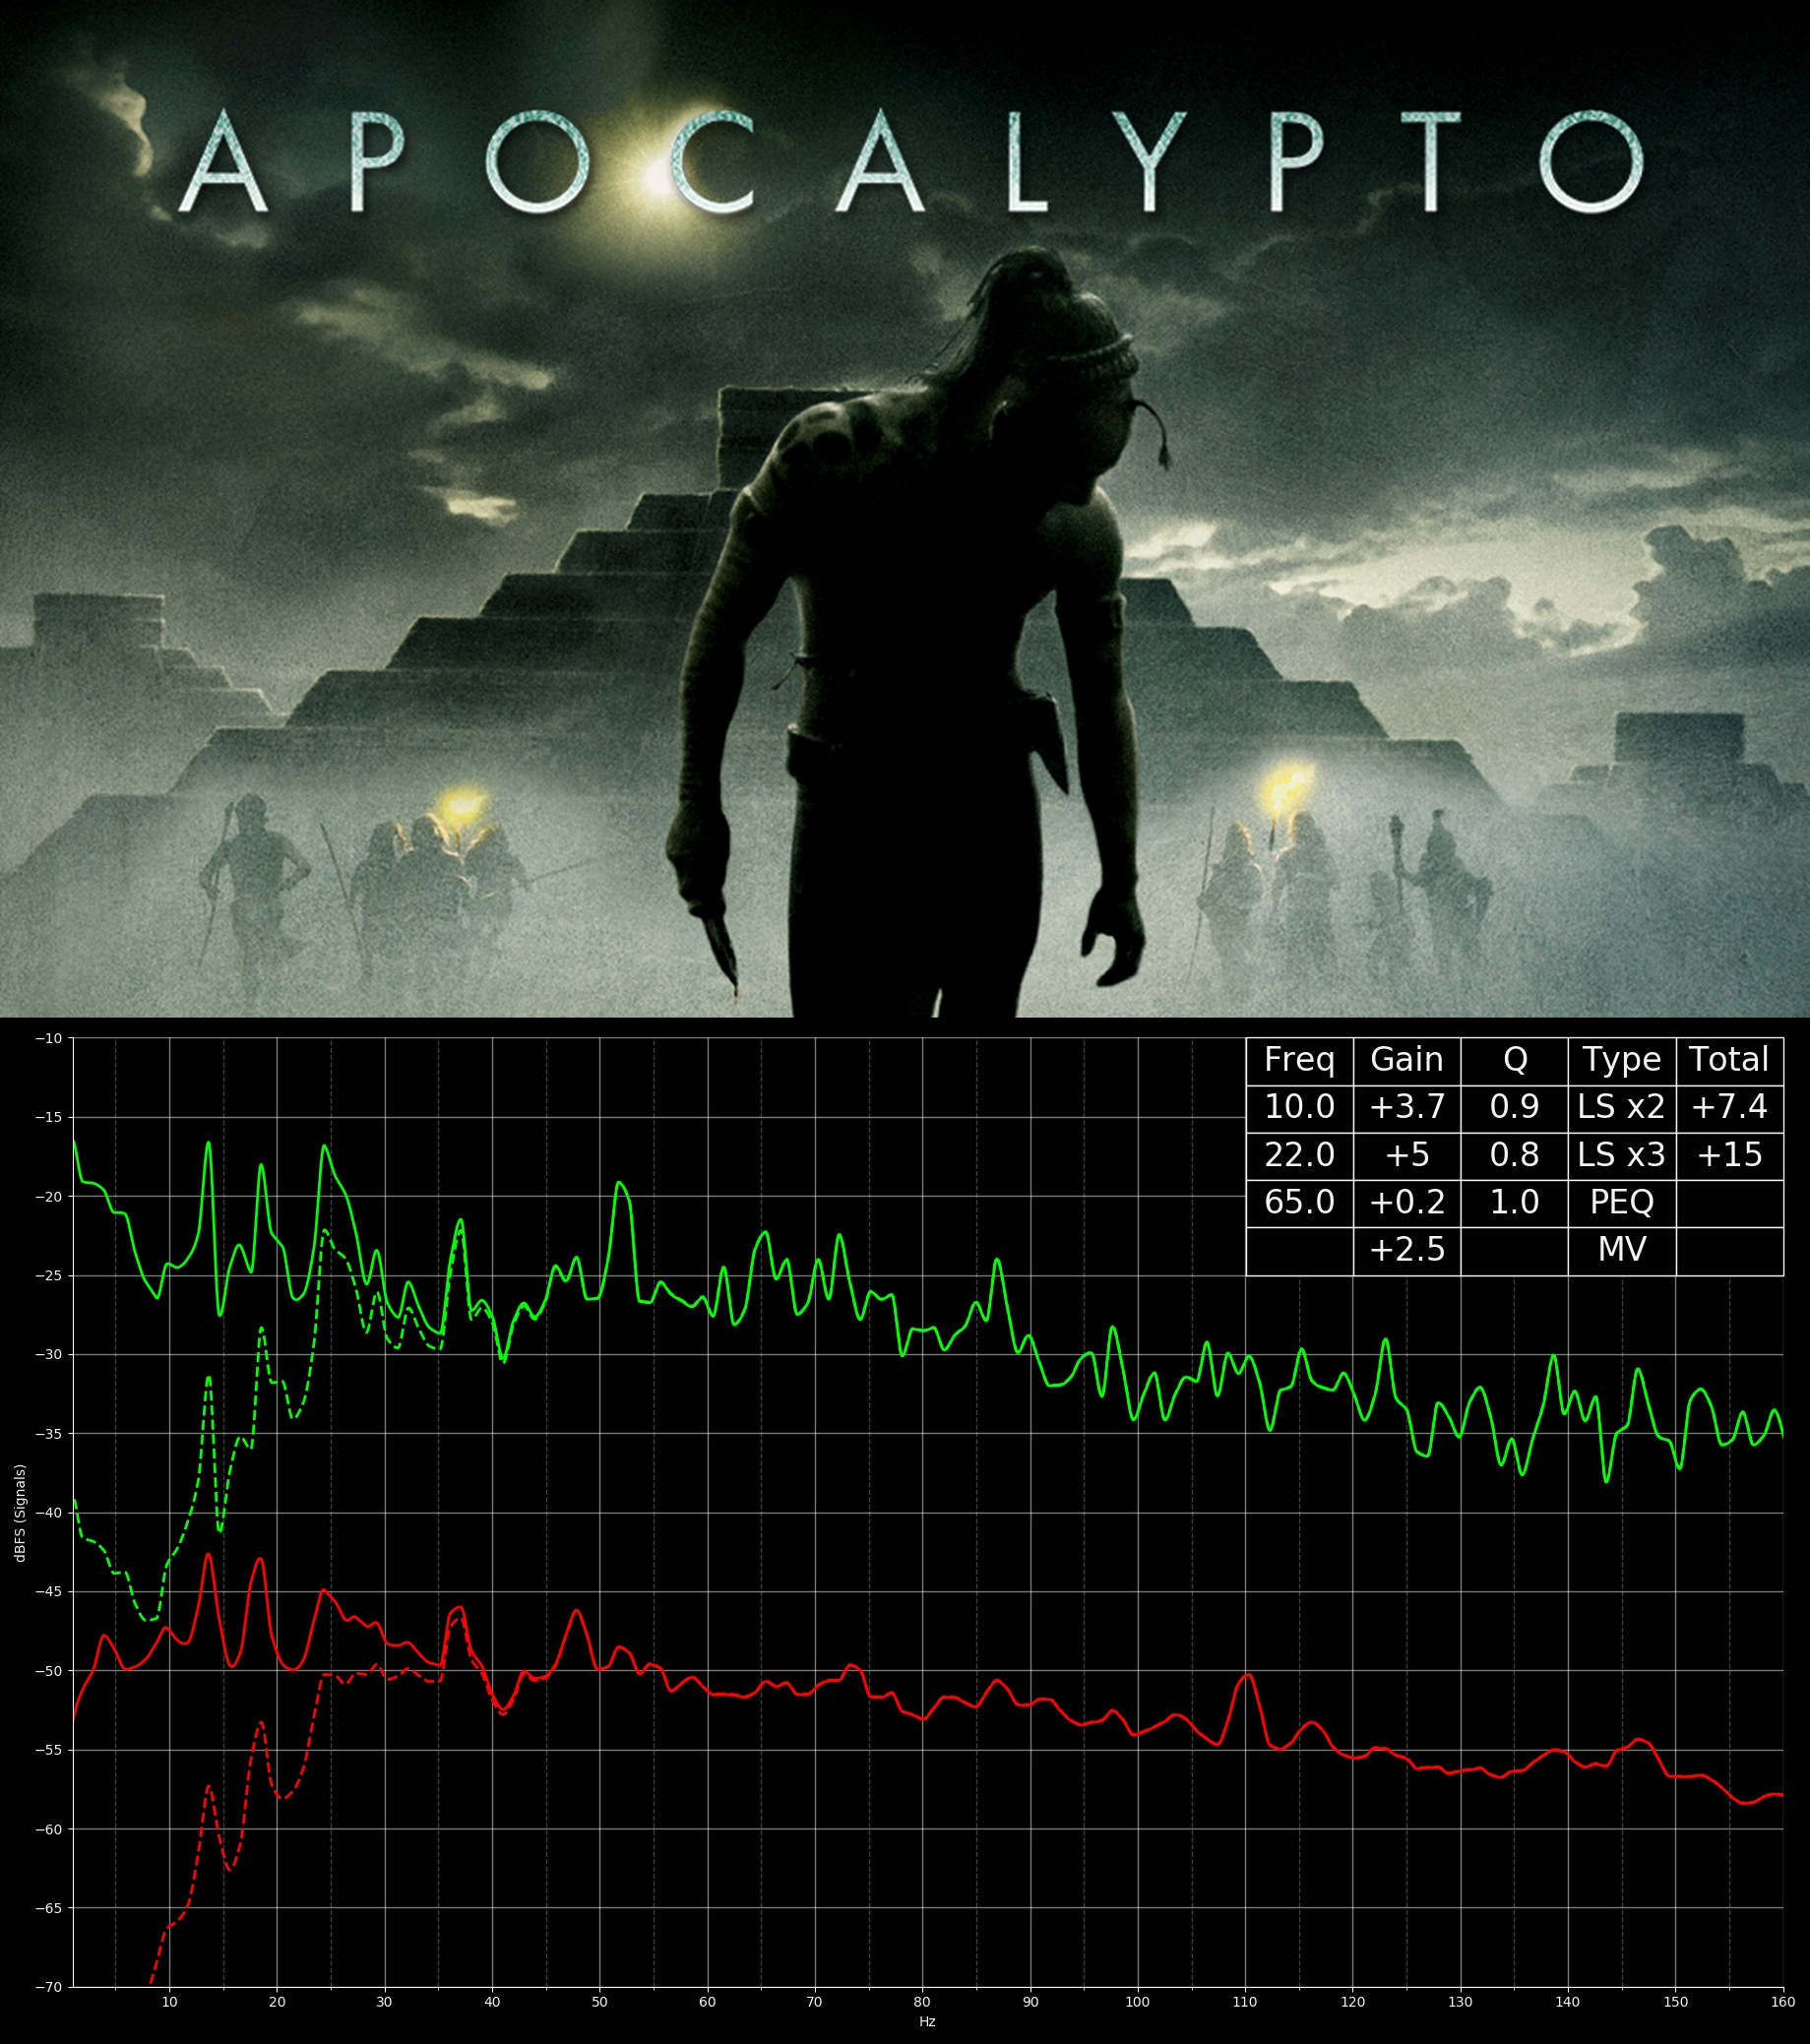 APOCALYPTO
Freq Gain Q Type Total
10.0 +3.7 0.9 LS x2 +7.4
22.0 +5 0.8 LS x3 +15
65.0 +0.2 1.0 PEQ
+2.5 MV
−10
−15
−20
−25
−30
−35
−40
−45
−50
−55
−60
−65
−70
dBFS (Signals)
10 20 30 40 50 60 70 80 90 100 110 120 130 140 150 160
Hz